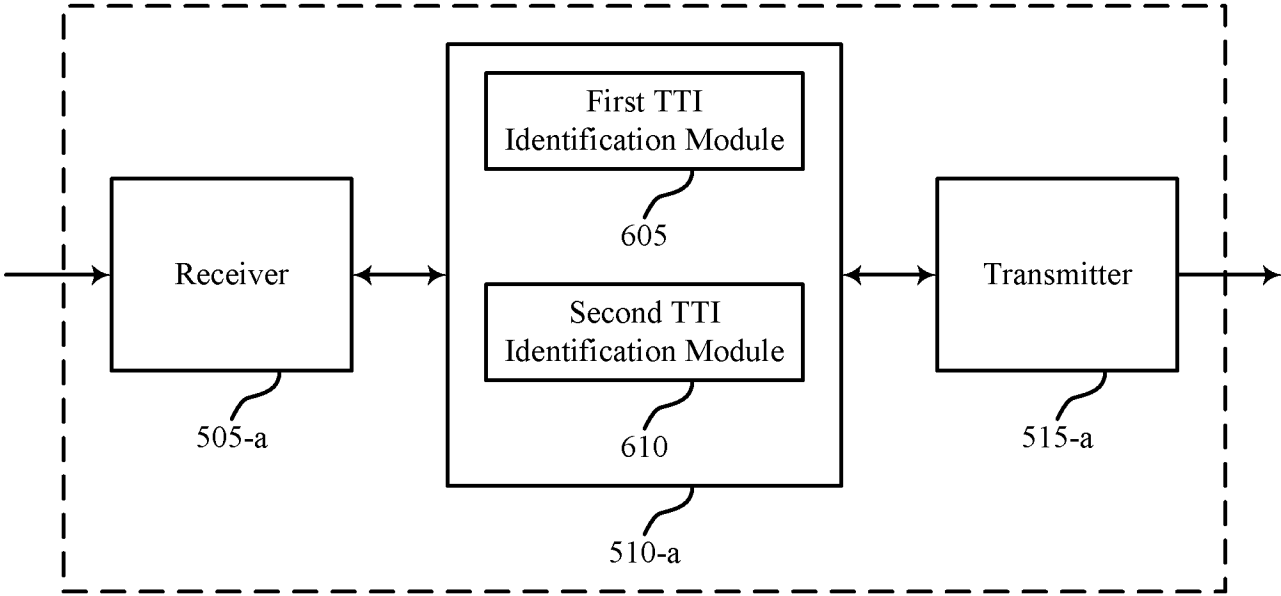 First TTI
Identification Module
605
Receiver
505-a
Second TTI
Identification Module
610
510-a
Transmitter
515-a